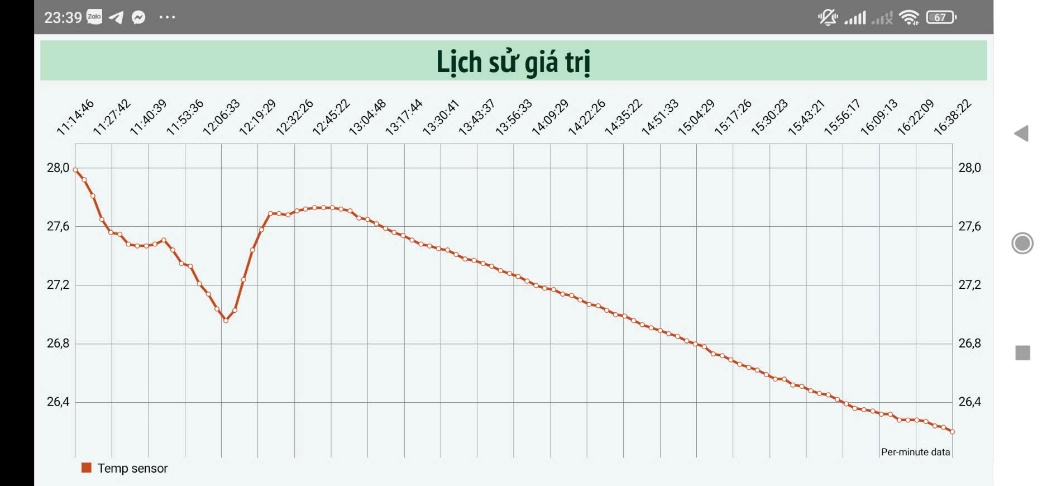 23:39 Zalo 67
Lịch sử giá trị
11:14:46 11:27:42 11:40:39 11:53:36 12:06:33 12:19:29 12:32:26 12:45:22 13:04:48 13:17:44 13:30:41 13:43:37 13:56:33 14:09:29 14:22:26 14:35:22 14:51:33 15:04:29 15:17:26 15:30:23 15:43:21 15:56:17 16:09:13 16:22:09 16:38:22
28,0 28,0
27,6 27,6
27,2 27,2
26,8 26,8
26,4 26,4
Per-minute data
Temp sensor